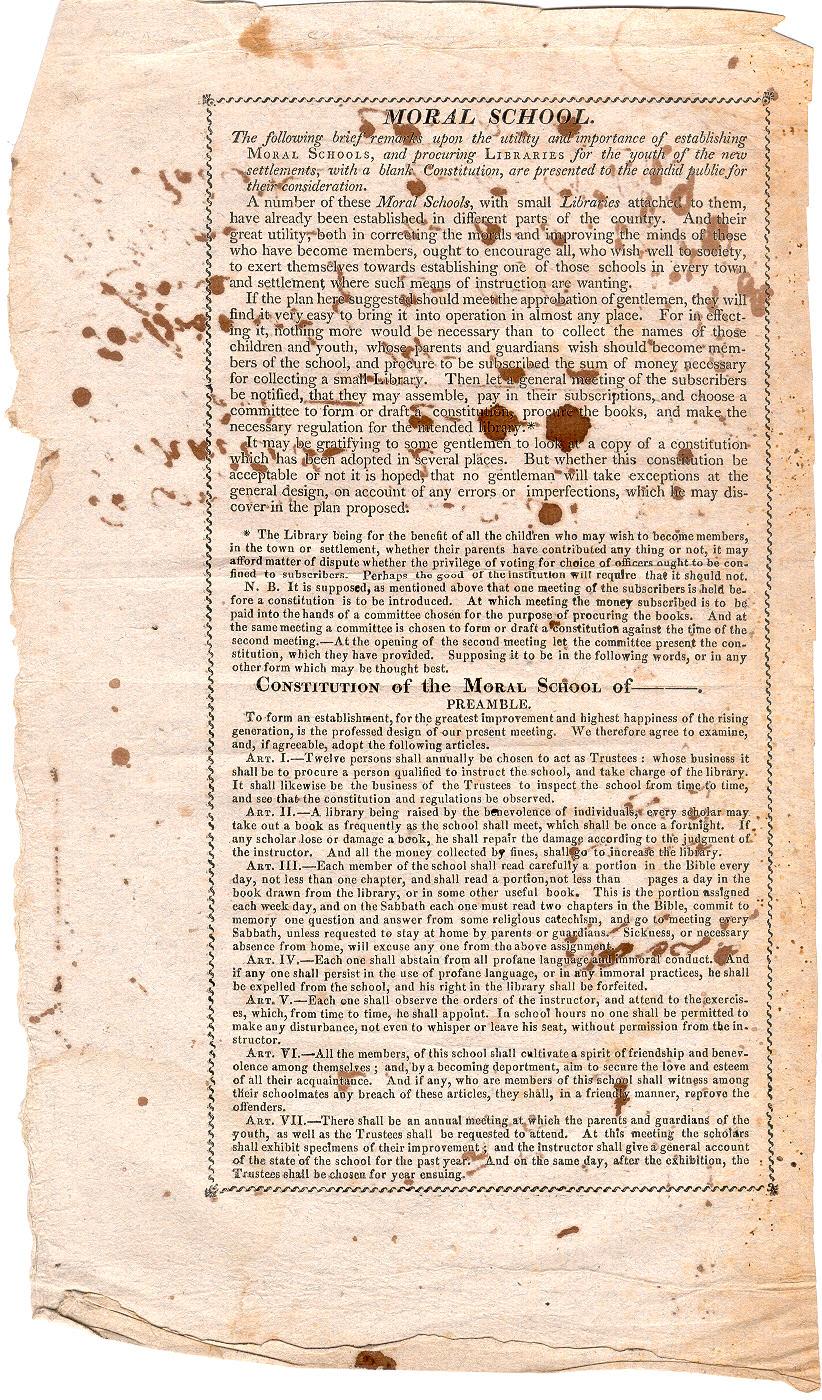 MORAL SCHOOL.
The following brief remarks upon the utility and importance of establishing
MORAL SCHOOLS, and procuring LIBRARIES for the youth of the new
settlements, with a blank Constitution, are presented to the candid public for
their consideration.
A number of these Moral Schools, with small Libraries attached to them,
have already been established in different parts of the country. And their
great utility, both in correcting the morals and improving the minds of those
who have become members, ought to encourage all, who wish well to society,
to exert themselves towards establishing one of those schools in every town
and settlement where such means of instruction are wanting.
If the plan here suggested should meet the approbation of gentlemen, they will
find it very easy to bring it into operation in almost any place. For in effect-
ing it, nothing more would be necessary than to collect the names of those
children and youth, whose parents and guardians wish should become mem-
bers of the school, and procure to be subscribed the sum of money necessary
for collecting a small Library. Then let a general meeting of the subscribers
be notified, that they may assemble, pay in their subscriptions, and choose a
committee to form or draft a constitution, procure the books, and make the
necessary regulation for the intended library.*
It may be gratifying to some gentlemen to look at a copy of a constitution
which has been adopted in several places. But whether this constitution be
acceptable or not it is hoped, that no gentleman will take exceptions at the
general design, on account of any errors or imperfections, which he may dis-
cover in the plan proposed.
* The Library being for the benefit of all the children who may wish to become members,
in the town or settlement, whether their parents have contributed any thing or not, it may
afford matter of dispute whether the privilege of voting for choice of officers ought to be con-
fined to subscribers. Perhaps the good of the institution will require that it should not.
N. B. It is supposed, as mentioned above that one meeting of the subscribers is held be-
fore a constitution is to be introduced. At which meeting the money subscribed is to be
paid into the hands of a committee chosen for the purpose of procuring the books. And at
the same meeting a committee is chosen to form or draft a constitution against the time of the
second meeting.—At the opening of the second meeting let the committee present the con-
stitution, which they have provided. Supposing it to be in the following words, or in any
other form which may be thought best.
CONSTITUTION of the MORAL SCHOOL of———.
PREAMBLE.
To form an establishment, for the greatest improvement and highest happiness of the rising
generation, is the professed design of our present meeting. We therefore agree to examine,
and, if agreeable, adopt the following articles.
ART. I.—Twelve persons shall annually be chosen to act as Trustees : whose business it
shall be to procure a person qualified to instruct the school, and take charge of the library.
It shall likewise be the business of the Trustees to inspect the school from time to time,
and see that the constitution and regulations be observed.
ART. II.—A library being raised by the benevolence of individuals, every scholar may
take out a book as frequently as the school shall meet, which shall be once a fortnight. If
any scholar lose or damage a book, he shall repair the damage according to the judgment of
the instructor. And all the money collected by fines, shall go to increase the library.
ART. III.—Each member of the school shall read carefully a portion in the Bible every
day, not less than one chapter, and shall read a portion, not less than pages a day in the
book drawn from the library, or in some other useful book. This is the portion assigned
each week day, and on the Sabbath each one must read two chapters in the Bible, commit to
memory one question and answer from some religious catechism, and go to meeting every
Sabbath, unless requested to stay at home by parents or guardians. Sickness, or necessary
absence from home, will excuse any one from the above assignment.
ART. IV.—Each one shall abstain from all profane language and immoral conduct. And
if any one shall persist in the use of profane language, or in any immoral practices, he shall
be expelled from the school, and his right in the library shall be forfeited.
ART. V.—Each one shall observe the orders of the instructor, and attend to the exercis-
es, which, from time to time, he shall appoint. In school hours no one shall be permitted to
make any disturbance, not even to whisper or leave his seat, without permission from the in-
structor.
ART. VI.—All the members, of this school shall cultivate a spirit of friendship and benev-
olence among themselves ; and, by a becoming deportment, aim to secure the love and esteem
of all their acquaintance. And if any, who are members of this school shall witness among
their schoolmates any breach of these articles, they shall, in a friendly manner, reprove the
offenders.
ART. VII.—There shall be an annual meeting at which the parents and guardians of the
youth, as well as the Trustees shall be requested to attend. At this meeting the scholars
shall exhibit specimens of their improvement ; and the instructor shall give a general account
of the state of the school for the past year. And on the same day, after the exhibition, the
Trustees shall be chosen for year ensuing.